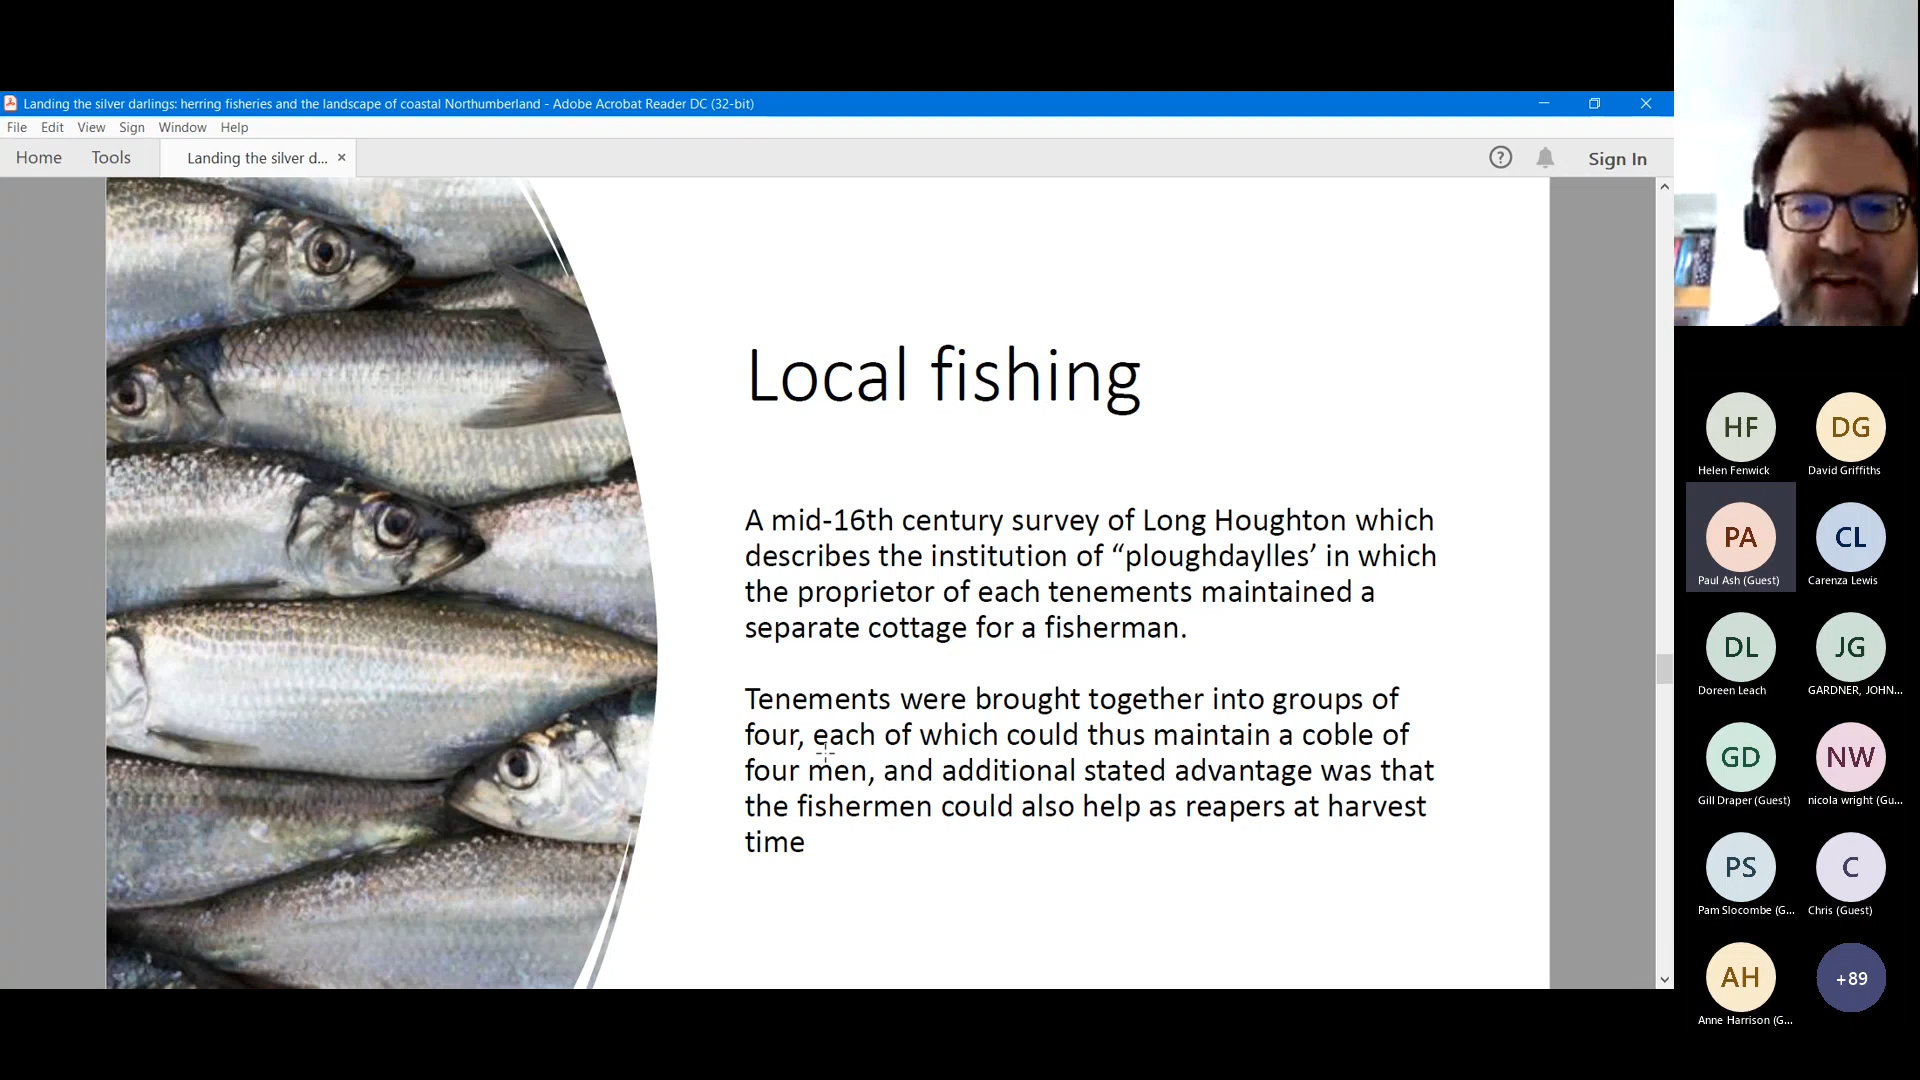 Landing the silver darlings: herring fisheries and the landscape of coastal Northumberland - Adobe Acrobat Reader DC (32-bit)
File Edit View Sign Window Help
Home Tools Landing the silver d... × ? Sign In
Local fishing
A mid-16th century survey of Long Houghton which
describes the institution of “ploughdaylles’ in which
the proprietor of each tenements maintained a
separate cottage for a fisherman.
Tenements were brought together into groups of
four, each of which could thus maintain a coble of
four men, and additional stated advantage was that
the fishermen could also help as reapers at harvest
time
HF DG
Helen Fenwick David Griffiths
PA CL
Paul Ash (Guest) Carenza Lewis
DL JG
Doreen Leach GARDNER, JOHN...
GD NW
Gill Draper (Guest) nicola wright (Gu...
PS C
Pam Slocombe (G... Chris (Guest)
AH +89
Anne Harrison (G...